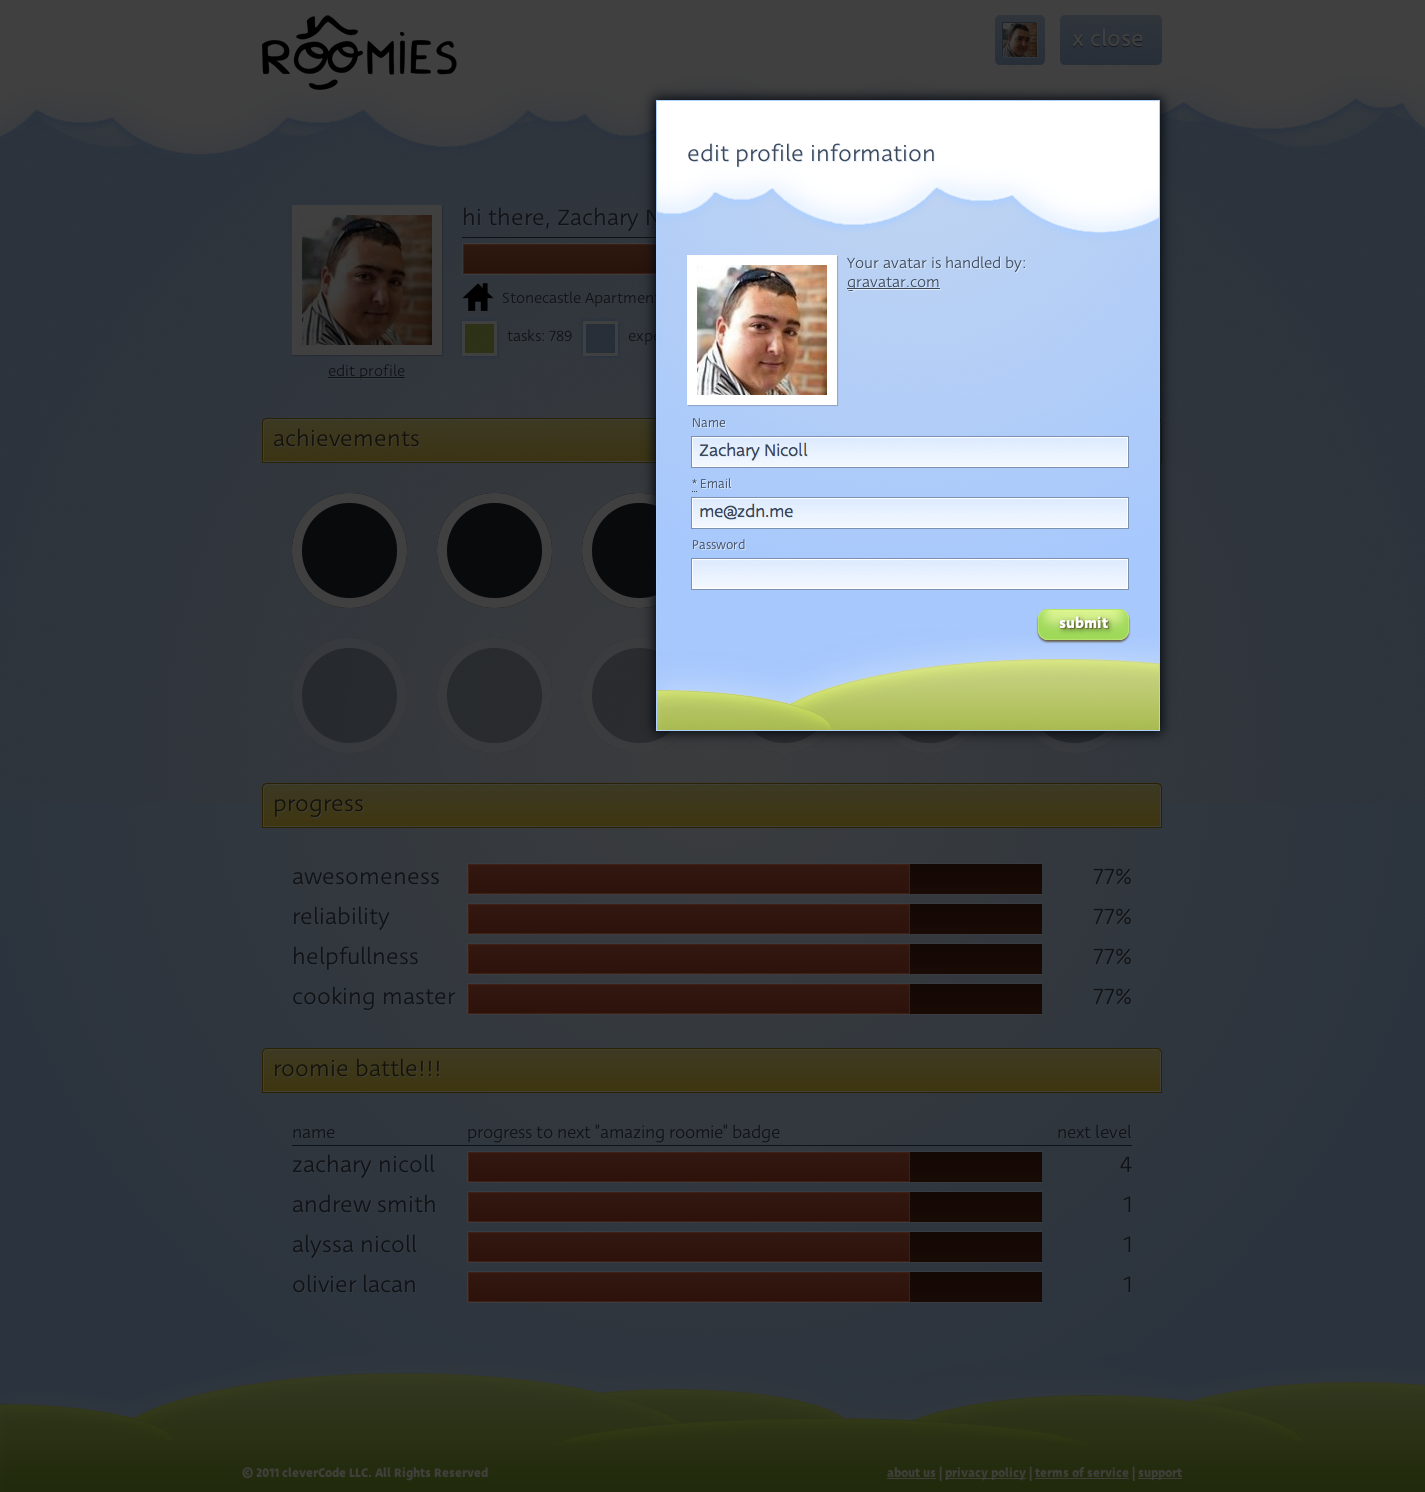 ROOMIES
x close
edit profile information
hi there, Zachary N
Your avatar is handled by:
gravatar.com
Stonecastle Apartment
tasks: 789
edit profile
Name
Zachary Nicoll
* Email
me@zdn.me
Password
submit
achievements
progress
awesomeness 77%
reliability 77%
helpfullness 77%
cooking master 77%
roomie battle!!!
name progress to next "amazing roomie" badge next level
zachary nicoll 4
andrew smith 1
alyssa nicoll 1
olivier lacan 1
© 2011 cleverCode LLC. All Rights Reserved
about us | privacy policy | terms of service | support